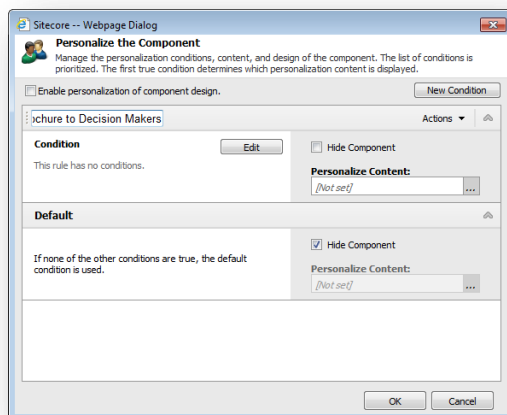 Sitecore -- Webpage Dialog
Personalize the Component
Manage the personalization conditions, content, and design of the component. The list of conditions is
prioritized. The first true condition determines which personalization content is displayed.
Enable personalization of component design.
New Condition
ochure to Decision Makers
Actions
Condition
Edit
Hide Component
This rule has no conditions.
Personalize Content:
[Not set]
...
Default
Hide Component
If none of the other conditions are true, the default
condition is used.
Personalize Content:
[Not set]
...
OK
Cancel